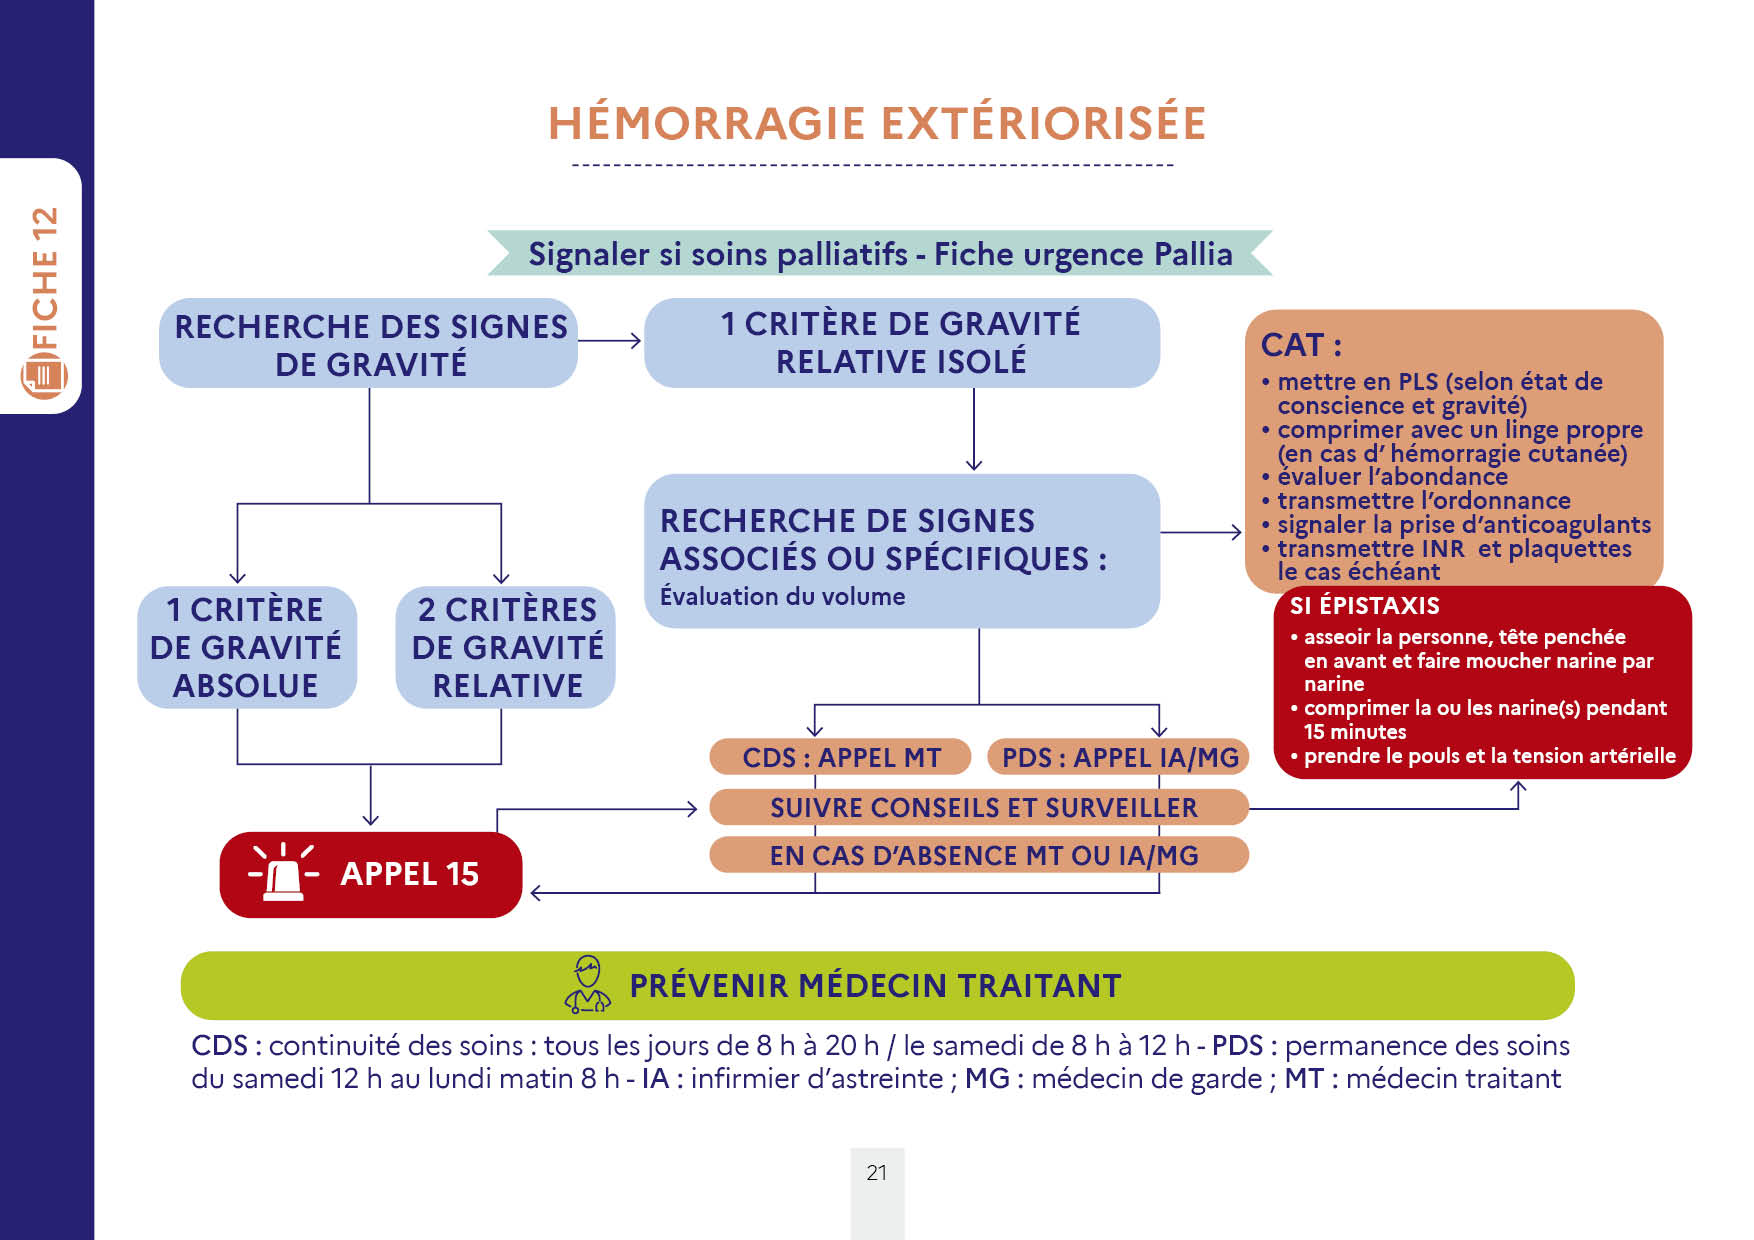 FICHE 12
HÉMORRAGIE EXTÉRIORISÉE
Signaler si soins palliatifs - Fiche urgence Pallia
RECHERCHE DES SIGNES
DE GRAVITÉ
1 CRITÈRE DE GRAVITÉ
RELATIVE ISOLÉ
CAT :
• mettre en PLS (selon état de
conscience et gravité)
• comprimer avec un linge propre
(en cas d’ hémorragie cutanée)
• évaluer l’abondance
• transmettre l’ordonnance
• signaler la prise d’anticoagulants
• transmettre INR et plaquettes
le cas échéant
RECHERCHE DE SIGNES
ASSOCIÉS OU SPÉCIFIQUES :
Évaluation du volume
1 CRITÈRE
DE GRAVITÉ
ABSOLUE
2 CRITÈRES
DE GRAVITÉ
RELATIVE
SI ÉPISTAXIS
• asseoir la personne, tête penchée
en avant et faire moucher narine par
narine
• comprimer la ou les narine(s) pendant
15 minutes
• prendre le pouls et la tension artérielle
CDS : APPEL MT
PDS : APPEL IA/MG
SUIVRE CONSEILS ET SURVEILLER
EN CAS D’ABSENCE MT OU IA/MG
APPEL 15
PRÉVENIR MÉDECIN TRAITANT
CDS : continuité des soins : tous les jours de 8 h à 20 h / le samedi de 8 h à 12 h - PDS : permanence des soins
du samedi 12 h au lundi matin 8 h - IA : infirmier d’astreinte ; MG : médecin de garde ; MT : médecin traitant
21